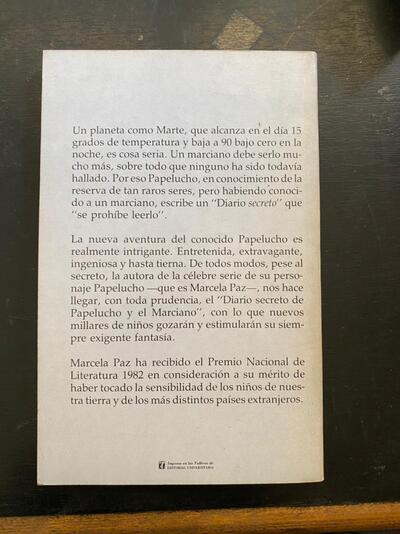 Un planeta como Marte, que alcanza en el día 15
grados de temperatura y baja a 90 bajo cero en la
noche, es cosa seria. Un marciano debe serlo mu-
cho más, sobre todo que ninguno ha sido todavía
hallado. Por eso Papelucho, en conocimiento de la
reserva de tan raros seres, pero habiendo conoci-
do a un marciano, escribe un "Diario secreto" que
"se prohíbe leerlo".
La nueva aventura del conocido Papelucho es
realmente intrigante. Entretenida, extravagante,
ingeniosa y hasta tierna. De todos modos, pese al
secreto, la autora de la célebre serie de su perso-
naje Papelucho —que es Marcela Paz—, nos hace
llegar, con toda prudencia, el "Diario secreto de
Papelucho y el Marciano", con lo que nuevos
millares de niños gozarán y estimularán su siem-
pre exigente fantasía.
Marcela Paz ha recibido el Premio Nacional de
Literatura 1982 en consideración a su mérito de
haber tocado la sensibilidad de los niños de nues-
tra tierra y de los más distintos países extranjeros.
Impreso en los Talleres de
EDITORIAL UNIVERSITARIA